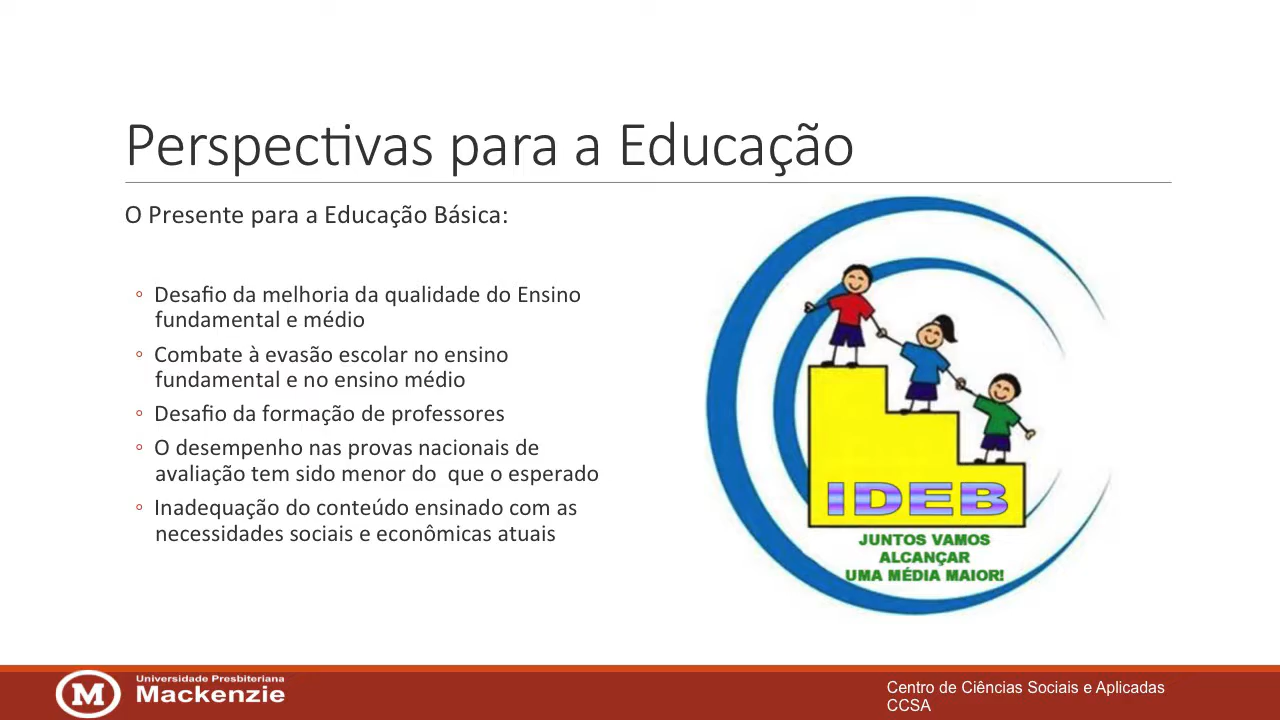 Perspectivas para a Educação
O Presente para a Educação Básica:
◦ Desafio da melhoria da qualidade do Ensino
fundamental e médio
◦ Combate à evasão escolar no ensino
fundamental e no ensino médio
◦ Desafio da formação de professores
◦ O desempenho nas provas nacionais de
avaliação tem sido menor do  que o esperado
◦ Inadequação do conteúdo ensinado com as
necessidades sociais e econômicas atuais
IDEB
JUNTOS VAMOS
ALCANÇAR
UMA MÉDIA MAIOR!
M
Universidade Presbiteriana
Mackenzie
Centro de Ciências Sociais e Aplicadas
CCSA